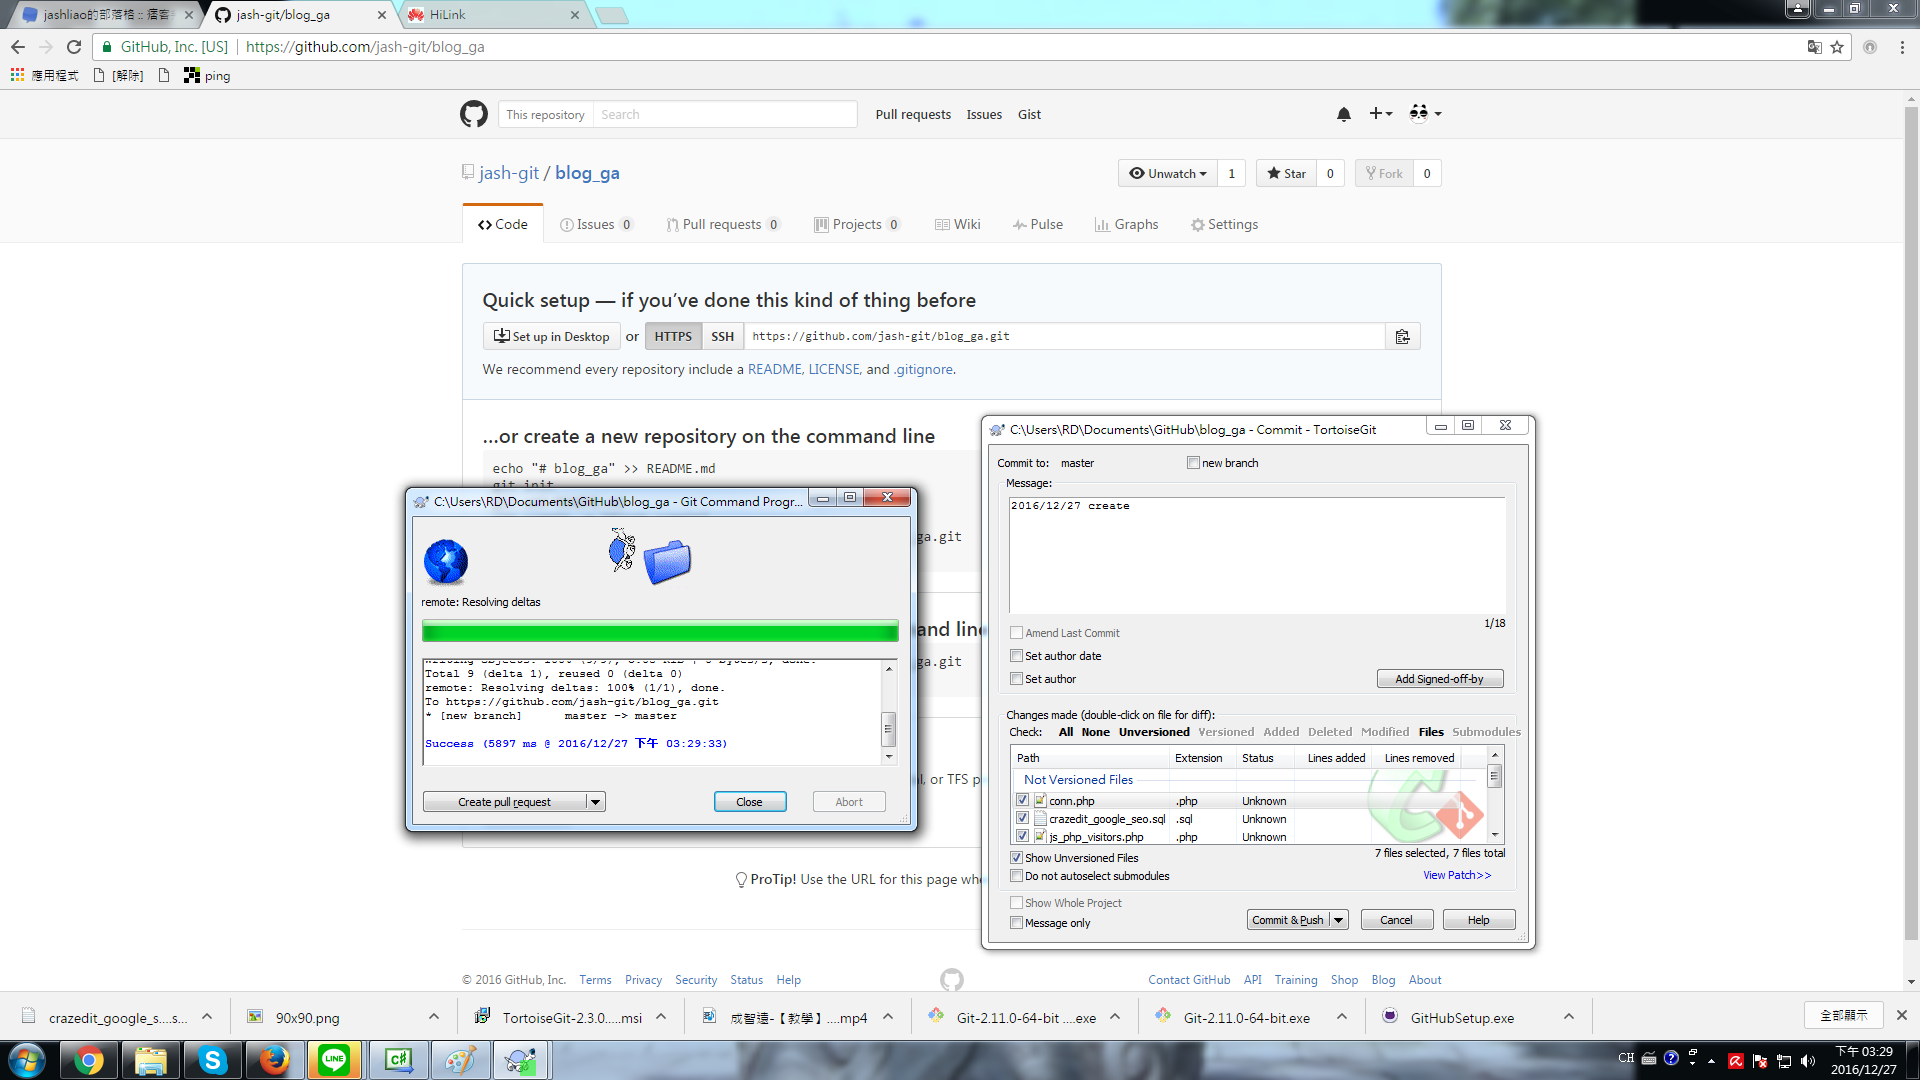 jashliao的部落格 :: 痞客
jash-git/blog_ga
HiLink
GitHub, Inc. [US]
https://github.com/jash-git/blog_ga
應用程式
[解除]
ping
This repository
Search
Pull requests
Issues
Gist
jash-git / blog_ga
Unwatch
1
Star
0
Fork
0
Code
Issues 0
Pull requests 0
Projects 0
Wiki
Pulse
Graphs
Settings
Quick setup — if you’ve done this kind of thing before
Set up in Desktop
or
HTTPS
SSH
https://github.com/jash-git/blog_ga.git
We recommend every repository include a README, LICENSE, and .gitignore.
…or create a new repository on the command line
echo "# blog_ga" >> README.md
git init
ga.git
and line
ga.git
l, or TFS p
ProTip! Use the URL for this page whe
C:\Users\RD\Documents\GitHub\blog_ga - Git Command Progr...
remote: Resolving deltas
Total 9 (delta 1), reused 0 (delta 0)
remote: Resolving deltas: 100% (1/1), done.
To https://github.com/jash-git/blog_ga.git
* [new branch] master -> master
Success (5897 ms @ 2016/12/27 下午 03:29:33)
Create pull request
Close
Abort
C:\Users\RD\Documents\GitHub\blog_ga - Commit - TortoiseGit
Commit to: master
new branch
Message:
2016/12/27 create
1/18
Amend Last Commit
Set author date
Set author
Add Signed-off-by
Changes made (double-click on file for diff):
Check: All None Unversioned Versioned Added Deleted Modified Files Submodules
Path Extension Status Lines added Lines removed
Not Versioned Files
conn.php .php Unknown
crazedit_google_seo.sql .sql Unknown
js_php_visitors.php .php Unknown
Show Unversioned Files
7 files selected, 7 files total
Do not autoselect submodules
View Patch>>
Show Whole Project
Message only
Commit & Push
Cancel
Help
© 2016 GitHub, Inc. Terms Privacy Security Status Help
Contact GitHub API Training Shop Blog About
crazedit_google_s....s...
90x90.png
TortoiseGit-2.3.0.....msi
成智遠-【教學】....mp4
Git-2.11.0-64-bit ....exe
Git-2.11.0-64-bit.exe
GitHubSetup.exe
全部顯示
LINE
CH
下午 03:29
2016/12/27